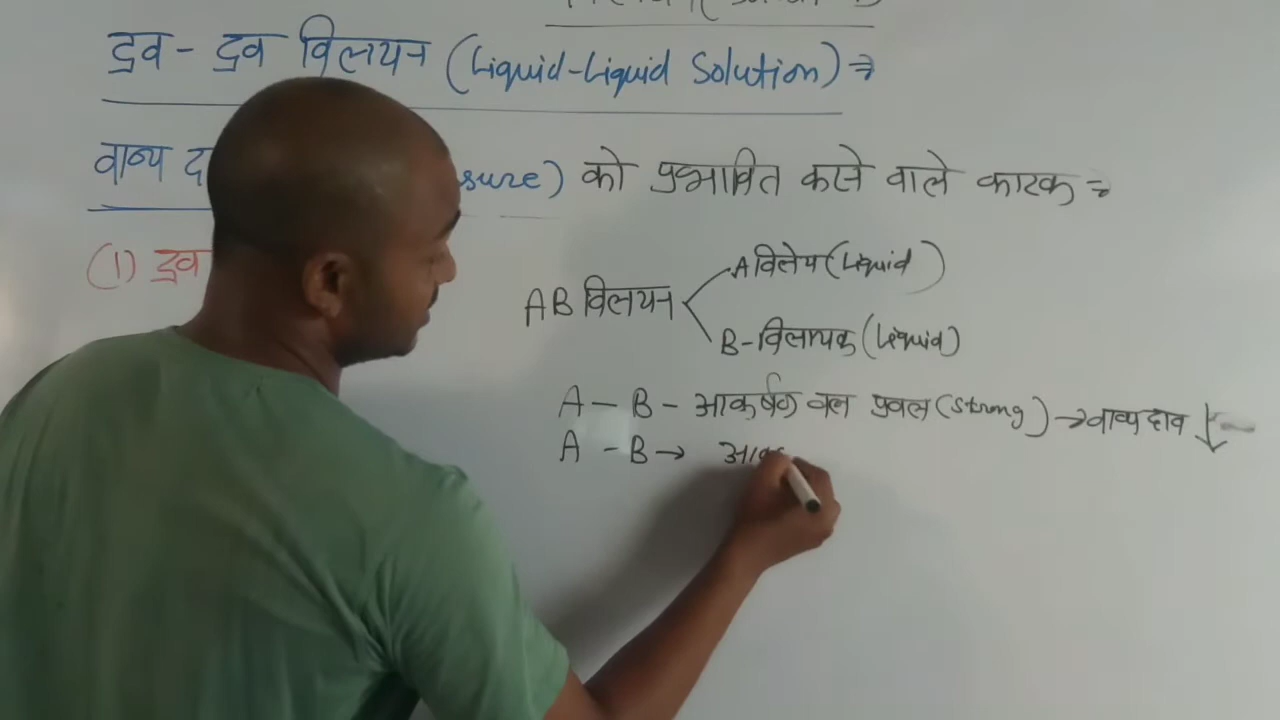 द्रव - द्रव विलयन (Liquid-Liquid Solution) ⇒
वाष्प sure) को प्रभावित करने वाले कारक ⇒
(1) द्रव
AB विलयन
A विलेय (Liquid)
B - विलायक (Liquid)
A - B - आकर्षण बल प्रबल (Strong) → वाष्प दाब ↓
A - B →